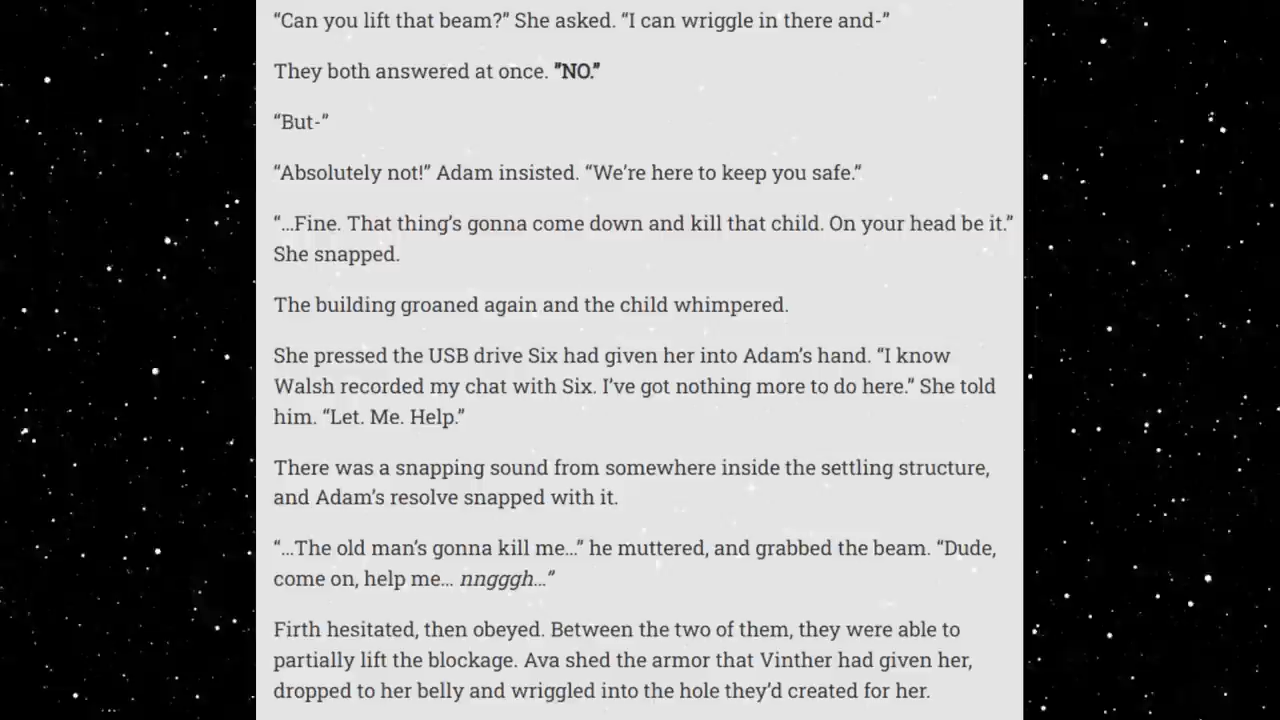 “Can you lift that beam?” She asked. “I can wriggle in there and-”
They both answered at once. ”NO.”
“But-”
“Absolutely not!” Adam insisted. “We’re here to keep you safe.”
“…Fine. That thing’s gonna come down and kill that child. On your head be it.”
She snapped.
The building groaned again and the child whimpered.
She pressed the USB drive Six had given her into Adam’s hand. “I know
Walsh recorded my chat with Six. I’ve got nothing more to do here.” She told
him. “Let. Me. Help.”
There was a snapping sound from somewhere inside the settling structure,
and Adam’s resolve snapped with it.
“…The old man’s gonna kill me…” he muttered, and grabbed the beam. “Dude,
come on, help me… nngggh…”
Firth hesitated, then obeyed. Between the two of them, they were able to
partially lift the blockage. Ava shed the armor that Vinther had given her,
dropped to her belly and wriggled into the hole they’d created for her.